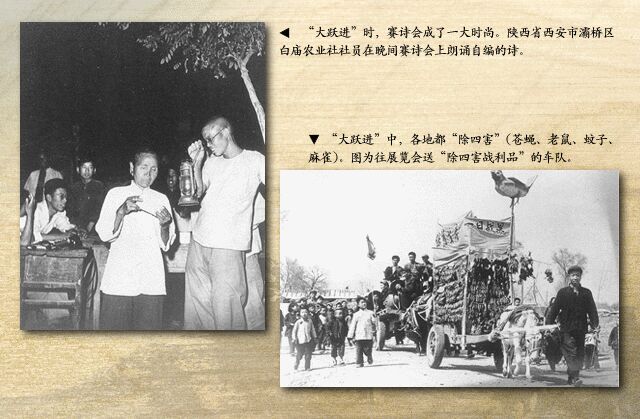 ◀ “大跃进”时，赛诗会成了一大时尚。陕西省西安市灞桥区
白庙农业社社员在晚间赛诗会上朗诵自编的诗。
▼ “大跃进”中，各地都“除四害”(苍蝇、老鼠、蚊子、
麻雀)。图为往展览会送“除四害战利品”的车队。